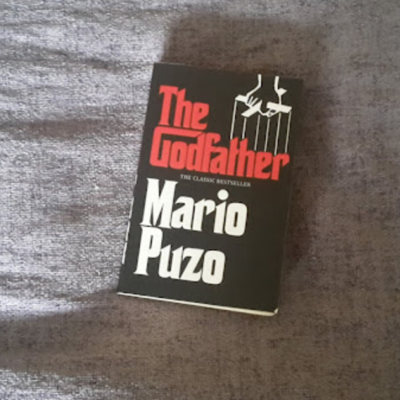 The
Godfather
THE CLASSIC BESTSELLER
Mario
Puzo